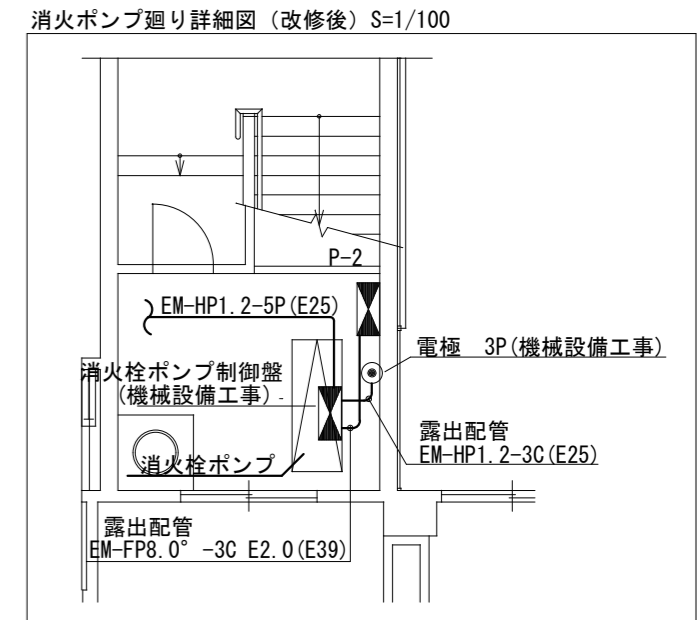 消火ポンプ廻り詳細図（改修後）S=1/100
P-2
EM-HP1.2-5P(E25)
電極 3P(機械設備工事)
消火栓ポンプ制御盤
(機械設備工事)
露出配管
EM-HP1.2-3C(E25)
消火栓ポンプ
露出配管
EM-FP8.0° -3C E2.0(E39)